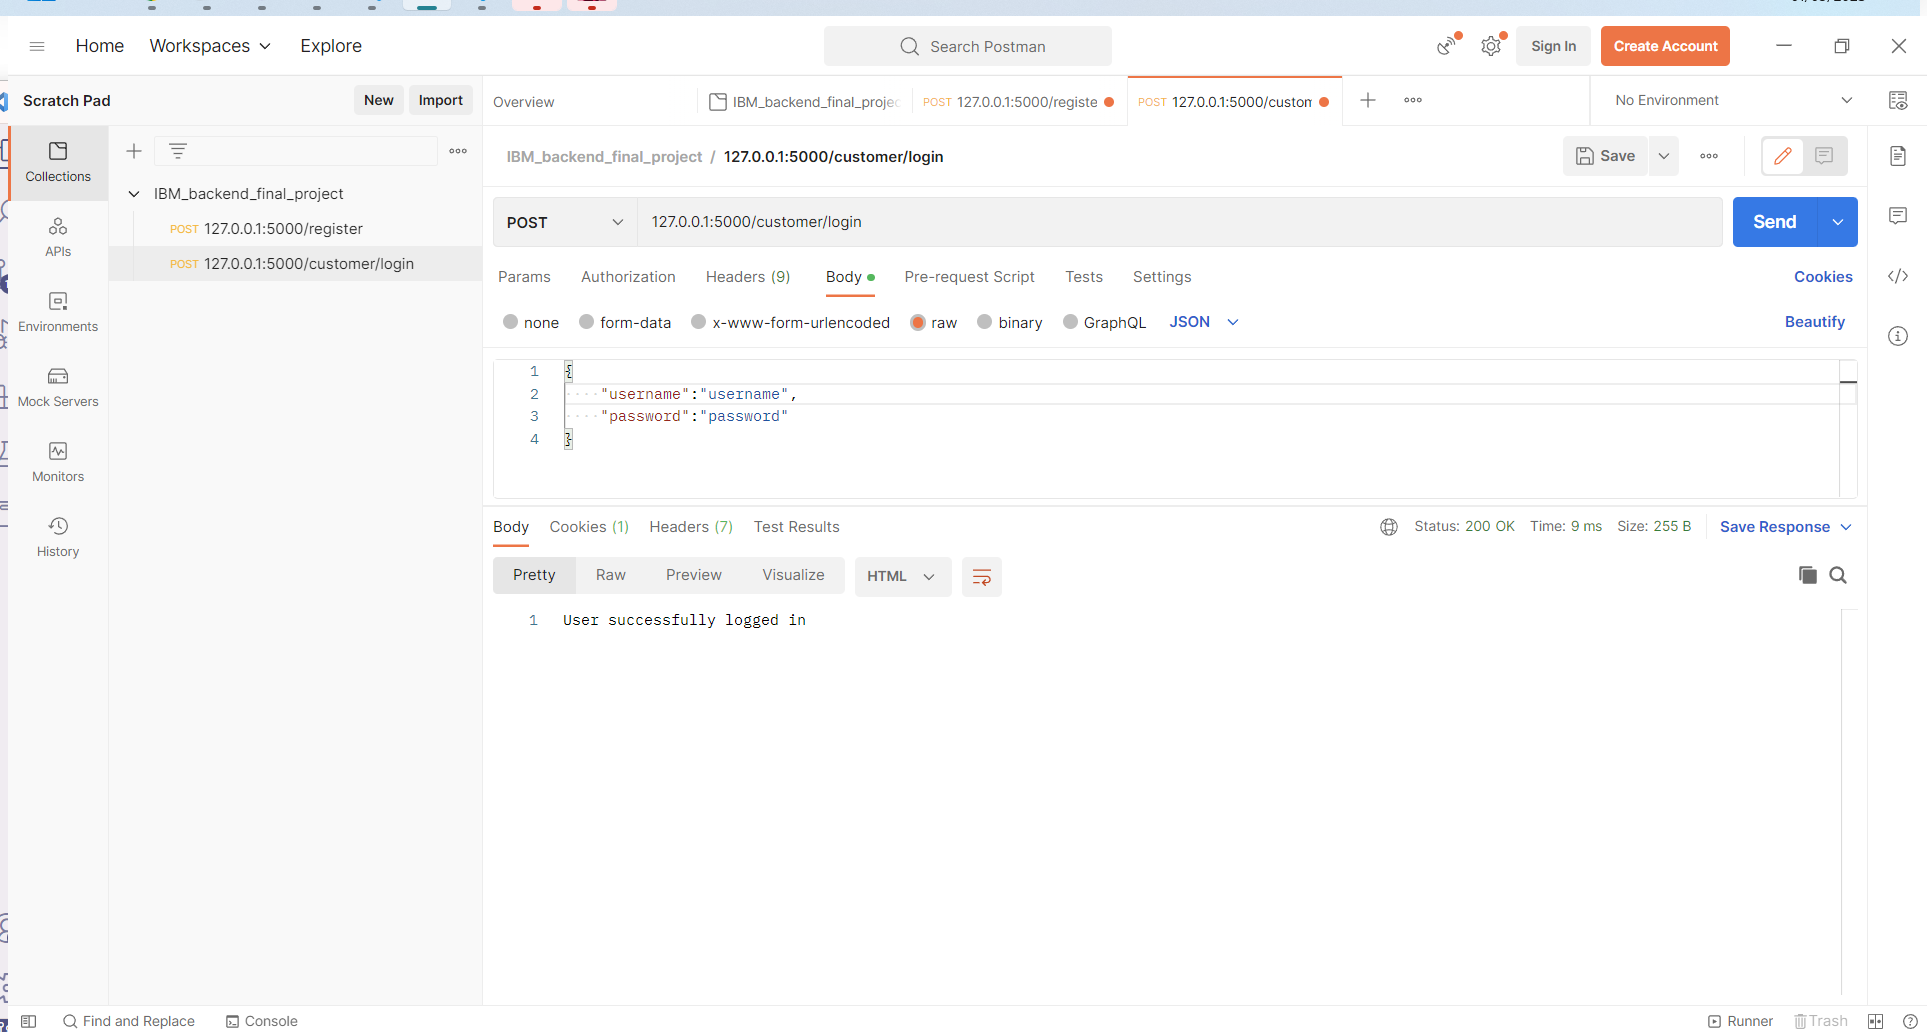 Home Workspaces Explore
Search Postman
Sign In Create Account
Scratch Pad New Import
Overview IBM_backend_final_projec POST 127.0.0.1:5000/registe POST 127.0.0.1:5000/custom No Environment
Collections
APIs
Environments
Mock Servers
Monitors
History
IBM_backend_final_project
POST 127.0.0.1:5000/register
POST 127.0.0.1:5000/customer/login
IBM_backend_final_project / 127.0.0.1:5000/customer/login Save
POST 127.0.0.1:5000/customer/login Send
Params Authorization Headers (9) Body Pre-request Script Tests Settings Cookies
none form-data x-www-form-urlencoded raw binary GraphQL JSON Beautify
1 {
2 "username":"username",
3 "password":"password"
4 }
Body Cookies (1) Headers (7) Test Results Status: 200 OK Time: 9 ms Size: 255 B Save Response
Pretty Raw Preview Visualize HTML
1 User successfully logged in
Find and Replace Console Runner Trash